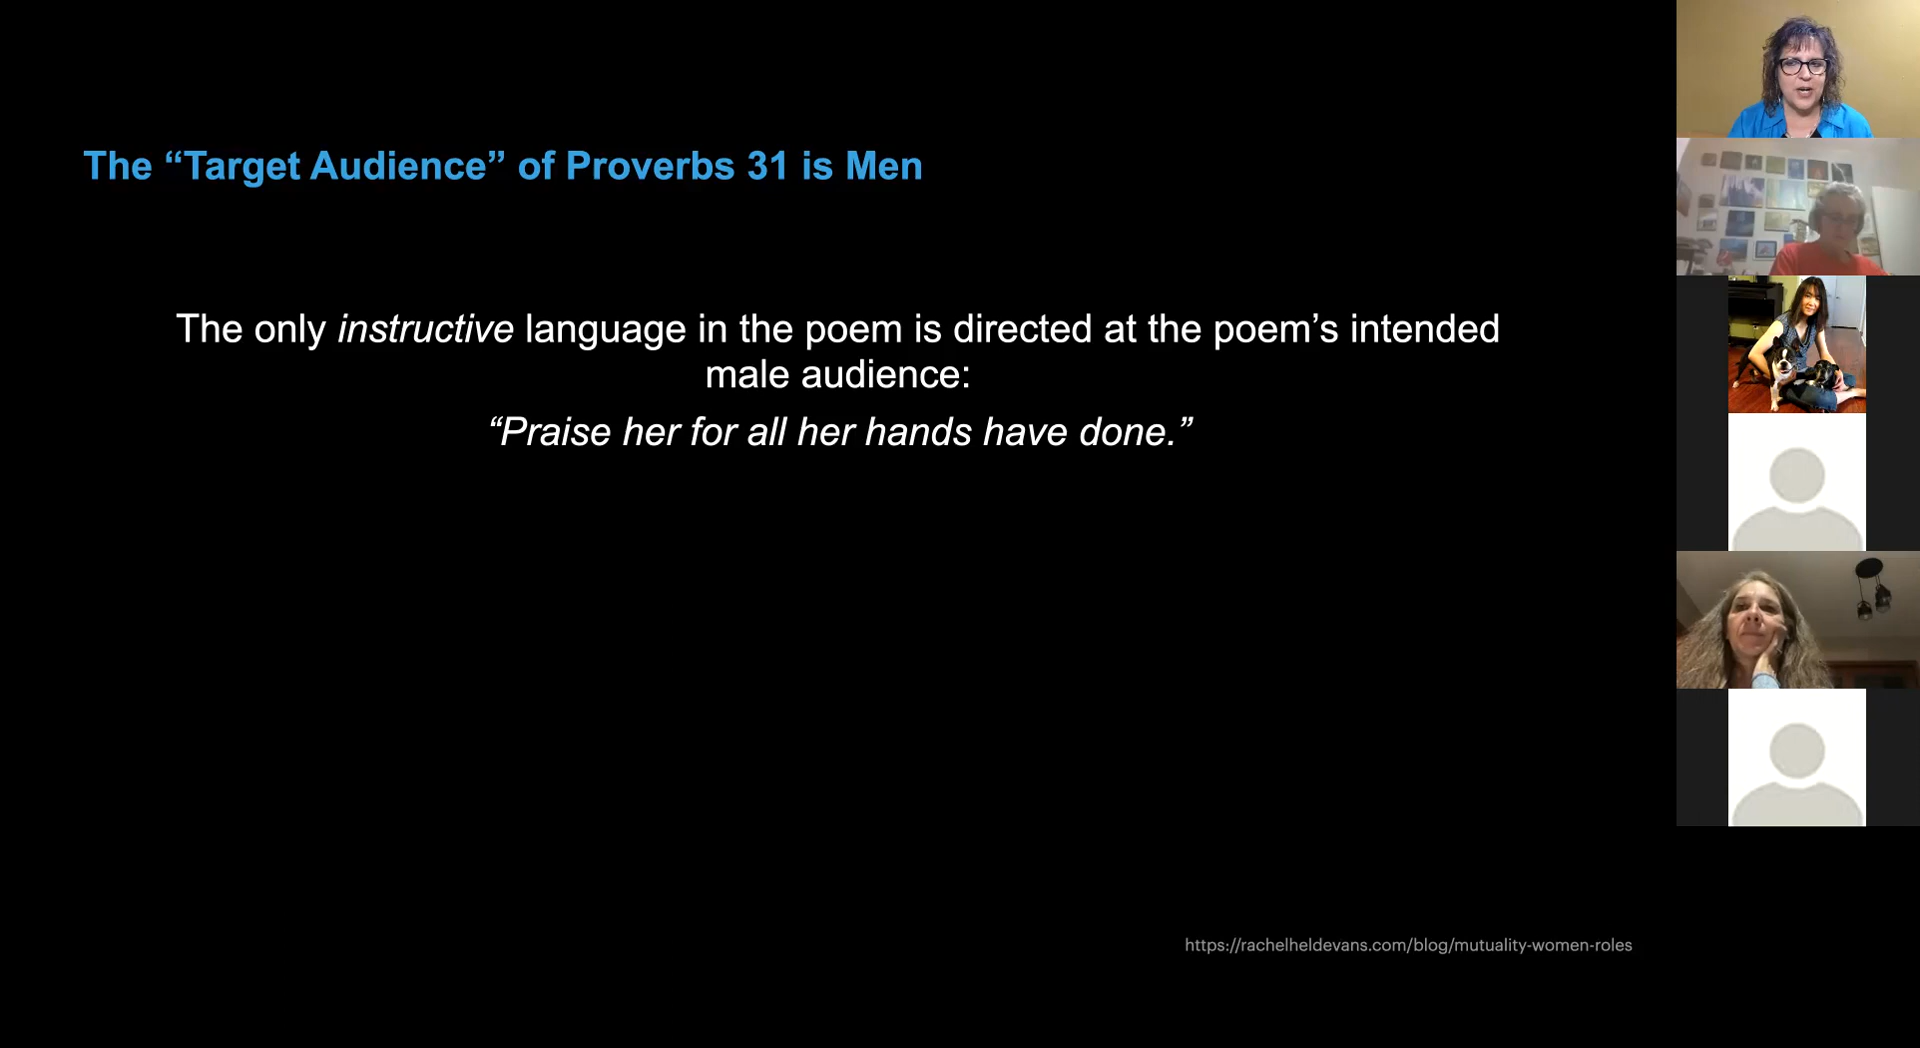 The “Target Audience” of Proverbs 31 is Men
The only instructive language in the poem is directed at the poem’s intended
male audience:
“Praise her for all her hands have done.”
https://rachelheldevans.com/blog/mutuality-women-roles